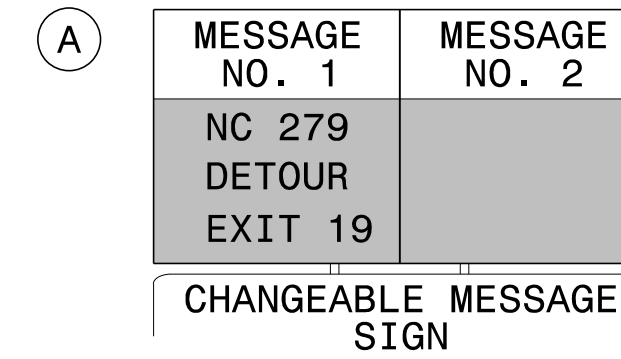 A
MESSAGE NO. 1
MESSAGE NO. 2
NC 279
DETOUR
EXIT 19
CHANGEABLE MESSAGE
SIGN